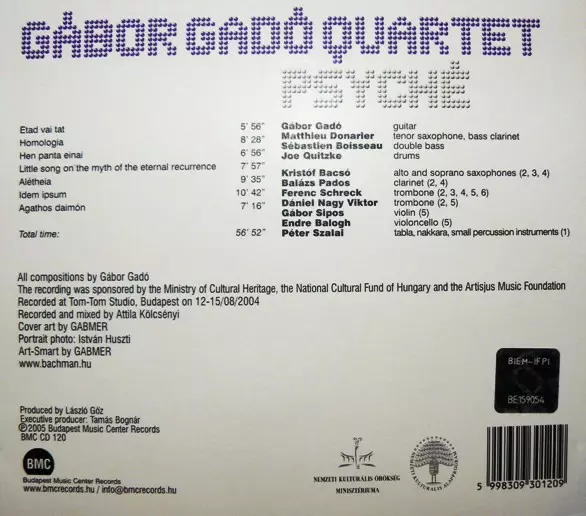 GÁBOR GADÓ QUARTET
PSYCHÉ
Etad vai tat 5' 56"
Homologia 8' 28"
Hen panta einai 6' 56"
Little song on the myth of the eternal recurrence 7' 57"
Alétheia 9' 35"
Idem ipsum 10' 42"
Agathos daimón 7' 16"
Total time: 56' 52"
Gábor Gadó guitar
Matthieu Donarier tenor saxophone, bass clarinet
Sébastien Boisseau double bass
Joe Quitzke drums
Kristóf Bacsó alto and soprano saxophones (2, 3, 4)
Balázs Pados clarinet (2, 4)
Ferenc Schreck trombone (2, 3, 4, 5, 6)
Dániel Nagy Viktor trombone (2, 5)
Gábor Sipos violin (5)
Endre Balogh violoncello (5)
Péter Szalai tabla, nakkara, small percussion instruments (1)
All compositions by Gábor Gadó
The recording was sponsored by the Ministry of Cultural Heritage, the National Cultural Fund of Hungary and the Artisjus Music Foundation
Recorded at Tom-Tom Studio, Budapest on 12-15/08/2004
Recorded and mixed by Attila Kölcsényi
Cover art by GABMER
Portrait photo: István Huszti
Art-Smart by GABMER
www.bachman.hu
BIEM-IFPI
BE159054
Produced by László Gőz
Executive producer: Tamás Bognár
℗©2005 Budapest Music Center Records
BMC CD 120
BMC
Budapest Music Center Records
www.bmcrecords.hu / info@bmcrecords.hu
NEMZETI KULTURÁLIS ÖRÖKSÉG
MINISZTÉRIUMA
NEMZETI KULTURÁLIS ALAPPROGRAM
5 998309 301209